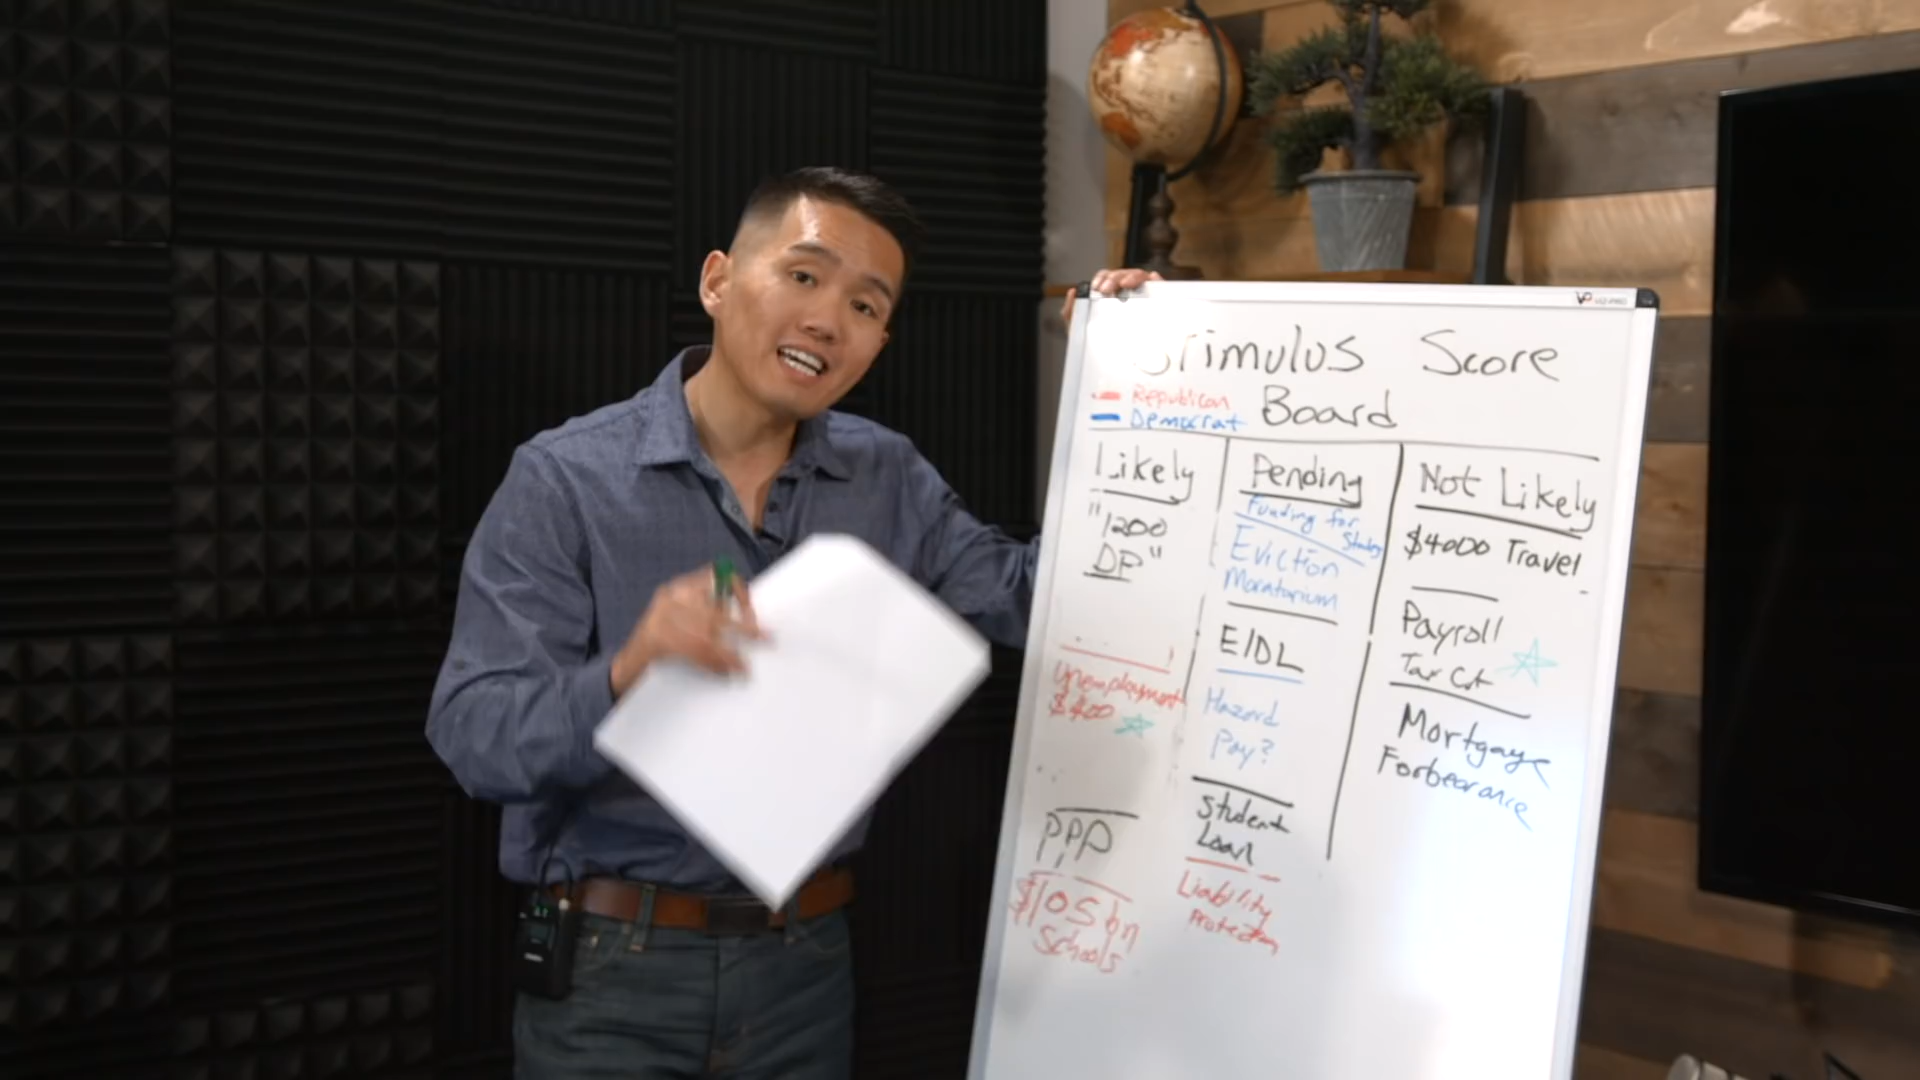 Stimulus Score
Board
Republican
Democrat
Likely
"1200
DP"
Unemployment
$400
PPP
$105 bn
Schools
Pending
Funding for
Eviction
Moratorium
EIDL
Hazard
Pay?
Student
Loan
Liability
Protection
Not Likely
$4000 Travel
Payroll
Tax Ct
Mortgage
Forbearance